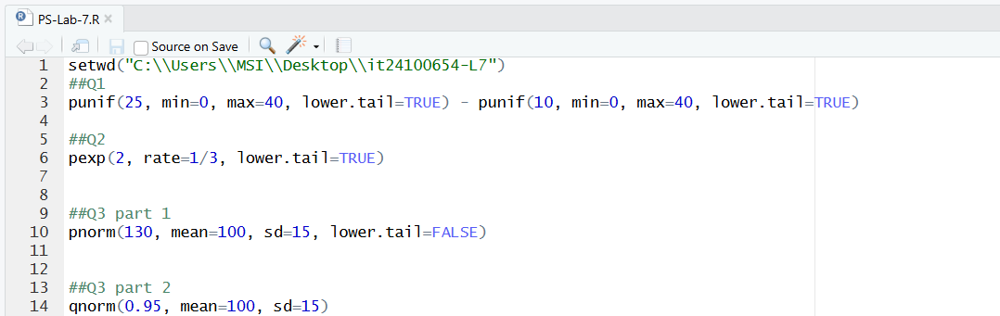 PS-Lab-7.R
Source on Save
1 setwd("C:\\Users\\MSI\\Desktop\\it24100654-L7")
2 ##Q1
3 punif(25, min=0, max=40, lower.tail=TRUE) - punif(10, min=0, max=40, lower.tail=TRUE)
4
5 ##Q2
6 pexp(2, rate=1/3, lower.tail=TRUE)
7
8
9 ##Q3 part 1
10 pnorm(130, mean=100, sd=15, lower.tail=FALSE)
11
12
13 ##Q3 part 2
14 qnorm(0.95, mean=100, sd=15)